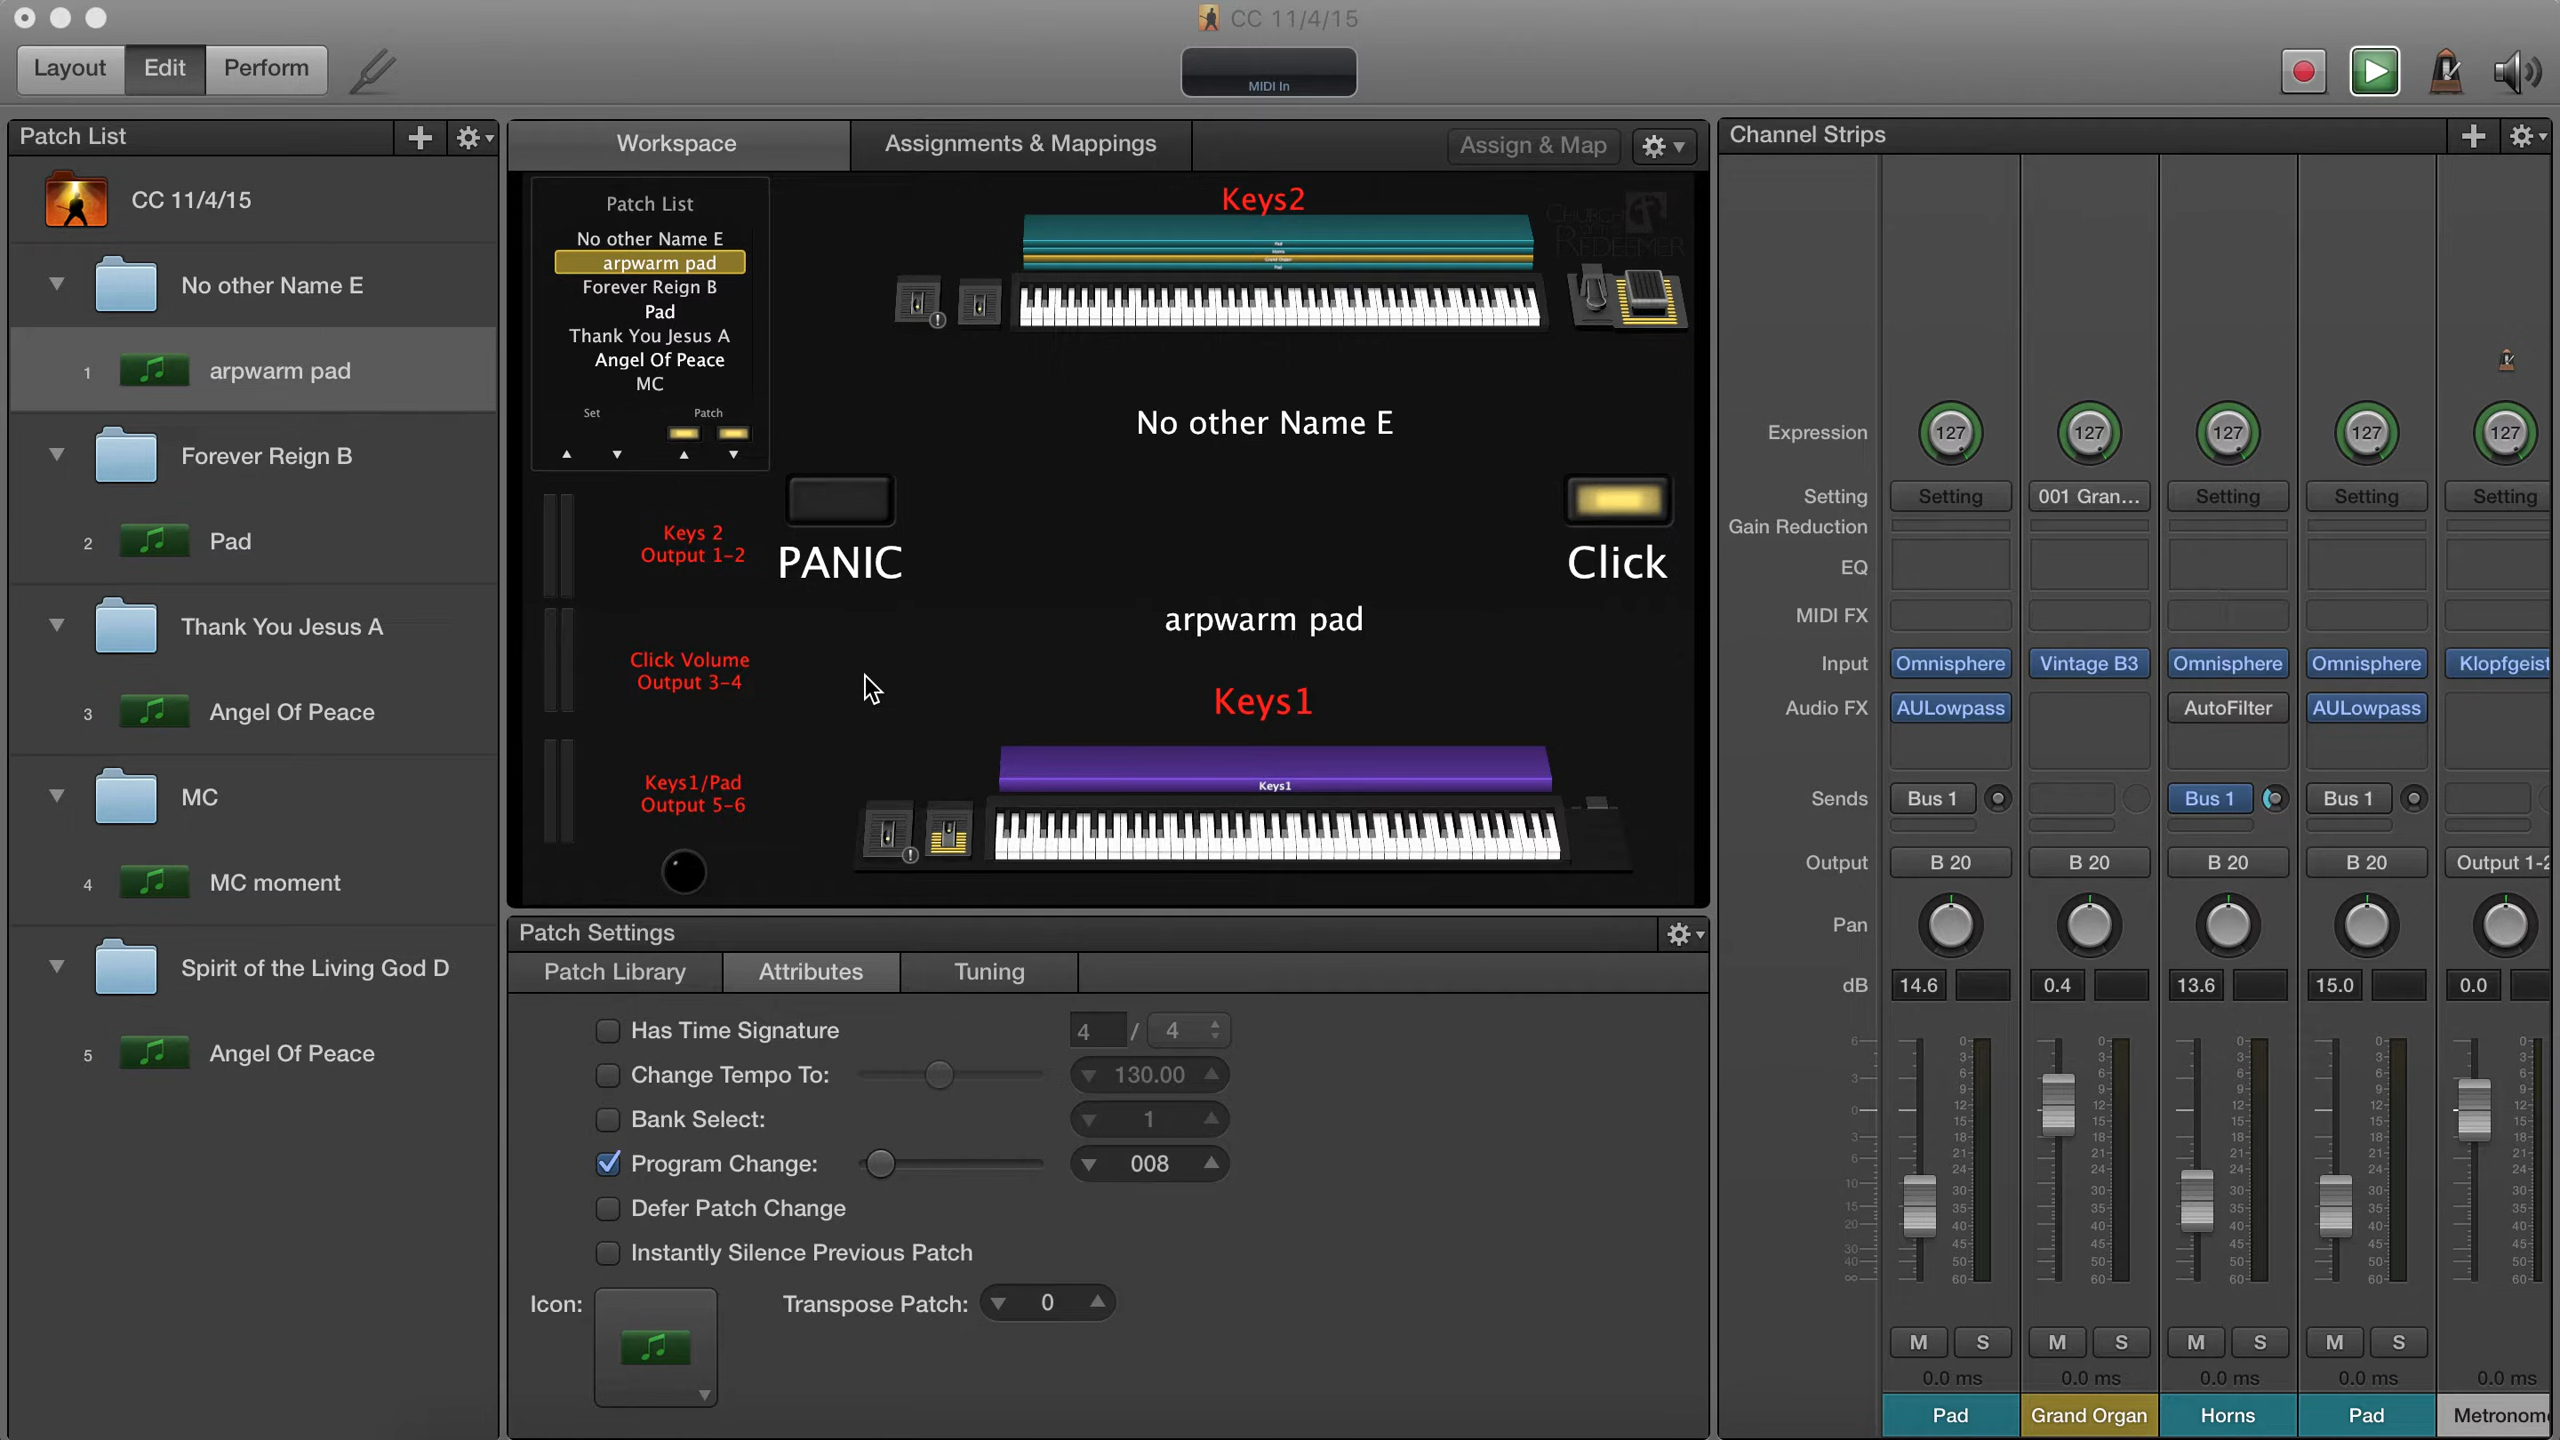 CC 11/4/15
Layout
Edit
Perform
MIDI In
Patch List
CC 11/4/15
No other Name E
1 arpwarm pad
Forever Reign B
2 Pad
Thank You Jesus A
3 Angel Of Peace
MC
4 MC moment
Spirit of the Living God D
5 Angel Of Peace
Workspace
Assignments & Mappings
Assign & Map
Patch List
No other Name E
arpwarm pad
Forever Reign B
Pad
Thank You Jesus A
Angel Of Peace
MC
Set
Patch
Keys2
CHURCH OF THE REDEEMER
No other Name E
Keys 2
Output 1-2
PANIC
Click
arpwarm pad
Click Volume
Output 3-4
Keys1
Keys1
Keys1/Pad
Output 5-6
Patch Settings
Patch Library
Attributes
Tuning
Has Time Signature
4 / 4
Change Tempo To:
130.00
Bank Select:
1
Program Change:
008
Defer Patch Change
Instantly Silence Previous Patch
Icon:
Transpose Patch:
0
Channel Strips
Expression 127 127 127 127 127
Setting Setting 001 Gran... Setting Setting Setting
Gain Reduction
EQ
MIDI FX
Input Omnisphere Vintage B3 Omnisphere Omnisphere Klopfgeist
Audio FX AULowpass AutoFilter AULowpass
Sends Bus 1 Bus 1 Bus 1
Output B 20 B 20 B 20 B 20 Output 1-2
Pan
dB 14.6 0.4 13.6 15.0 0.0
M S M S M S M S
0.0 ms 0.0 ms 0.0 ms 0.0 ms 0.0 ms
Pad Grand Organ Horns Pad Metronom